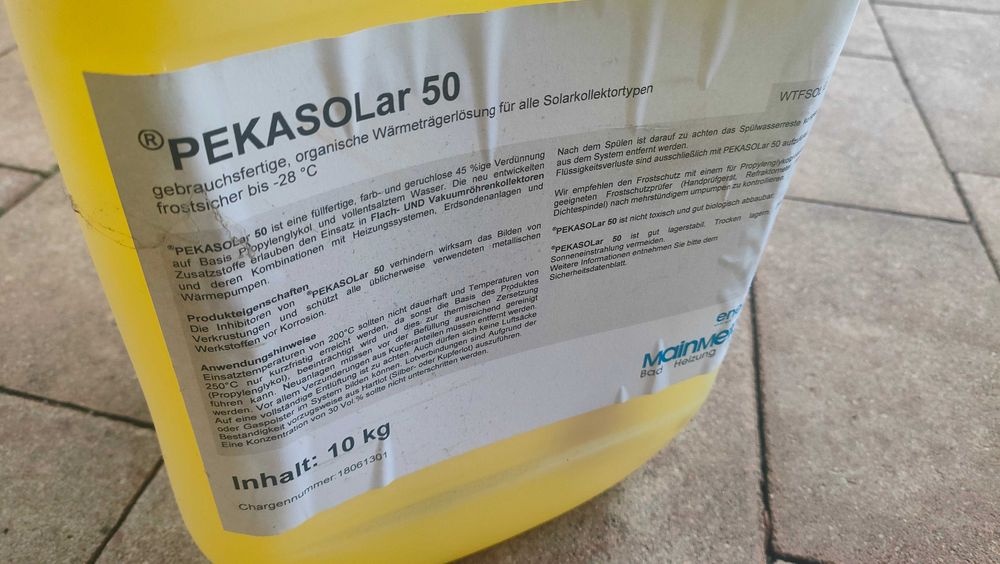 ®PEKASOLar 50
gebrauchsfertige, organische Wärmeträgerlösung für alle Solarkollektortypen
frostsicher bis -28 °C
WTFSOL
®PEKASOLar 50 ist eine füllfertige, farb- und geruchlose 45 %ige Verdünnung
auf Basis Propylenglykol und vollentsalztem Wasser. Die neu entwickelten
Zusatzstoffe erlauben den Einsatz in Flach- UND Vakuumröhrenkollektoren
und deren Kombinationen mit Heizungssystemen, Erdsondenanlagen und
Wärmepumpen.
Produkteigenschaften
Die Inhibitoren von ®PEKASOLar 50 verhindern wirksam das Bilden von
Verkrustungen und schützt alle üblicherweise verwendeten metallischen
Werkstoffen vor Korrosion.
Anwendungshinweise
Einsatztemperaturen von 200°C sollten nicht dauerhaft und Temperaturen von
250°C nur kurzfristig erreicht werden, da sonst die Basis des Produktes
(Propylenglykol), beeinträchtigt wird und dies zur thermischen Zersetzung
führen kann. Neuanlagen müssen vor der Befüllung ausreichend gereinigt
werden. Vor allem Verzunderungen aus Kupferanteilen müssen entfernt werden.
Auf eine vollständige Entlüftung ist zu achten. Auch dürfen sich keine Luftsäcke
oder Gaspolster im System bilden können. Lotverbindungen sind Aufgrund der
Beständigkeit vorzugsweise aus Hartlot (Silber- oder Kupferlot) auszuführen.
Eine Konzentration von 30 Vol.% sollte nicht unterschritten werden.
Nach dem Spülen ist darauf zu achten das Spülwasserreste
aus dem System entfernt werden.
Flüssigkeitsverluste sind ausschließlich mit PEKASOLar 50
Wir empfehlen den Frostschutz mit einem für Propylenglykol
geeigneten Frostschutzprüfer (Handprüfgerät, Refraktometer
Dichtespindel) nach mehrstündigem umpumpen zu kontrollieren.
®PEKASOLar 50 ist nicht toxisch und gut biologisch abbaubar.
®PEKASOLar 50 ist gut lagerstabil. Trocken lagern
Sonneneinstrahlung vermeiden.
Weitere Informationen entnehmen Sie bitte dem
Sicherheitsdatenblatt.
ene
MainMe
Bad Heizung
Inhalt: 10 kg
Chargennummer:18061301